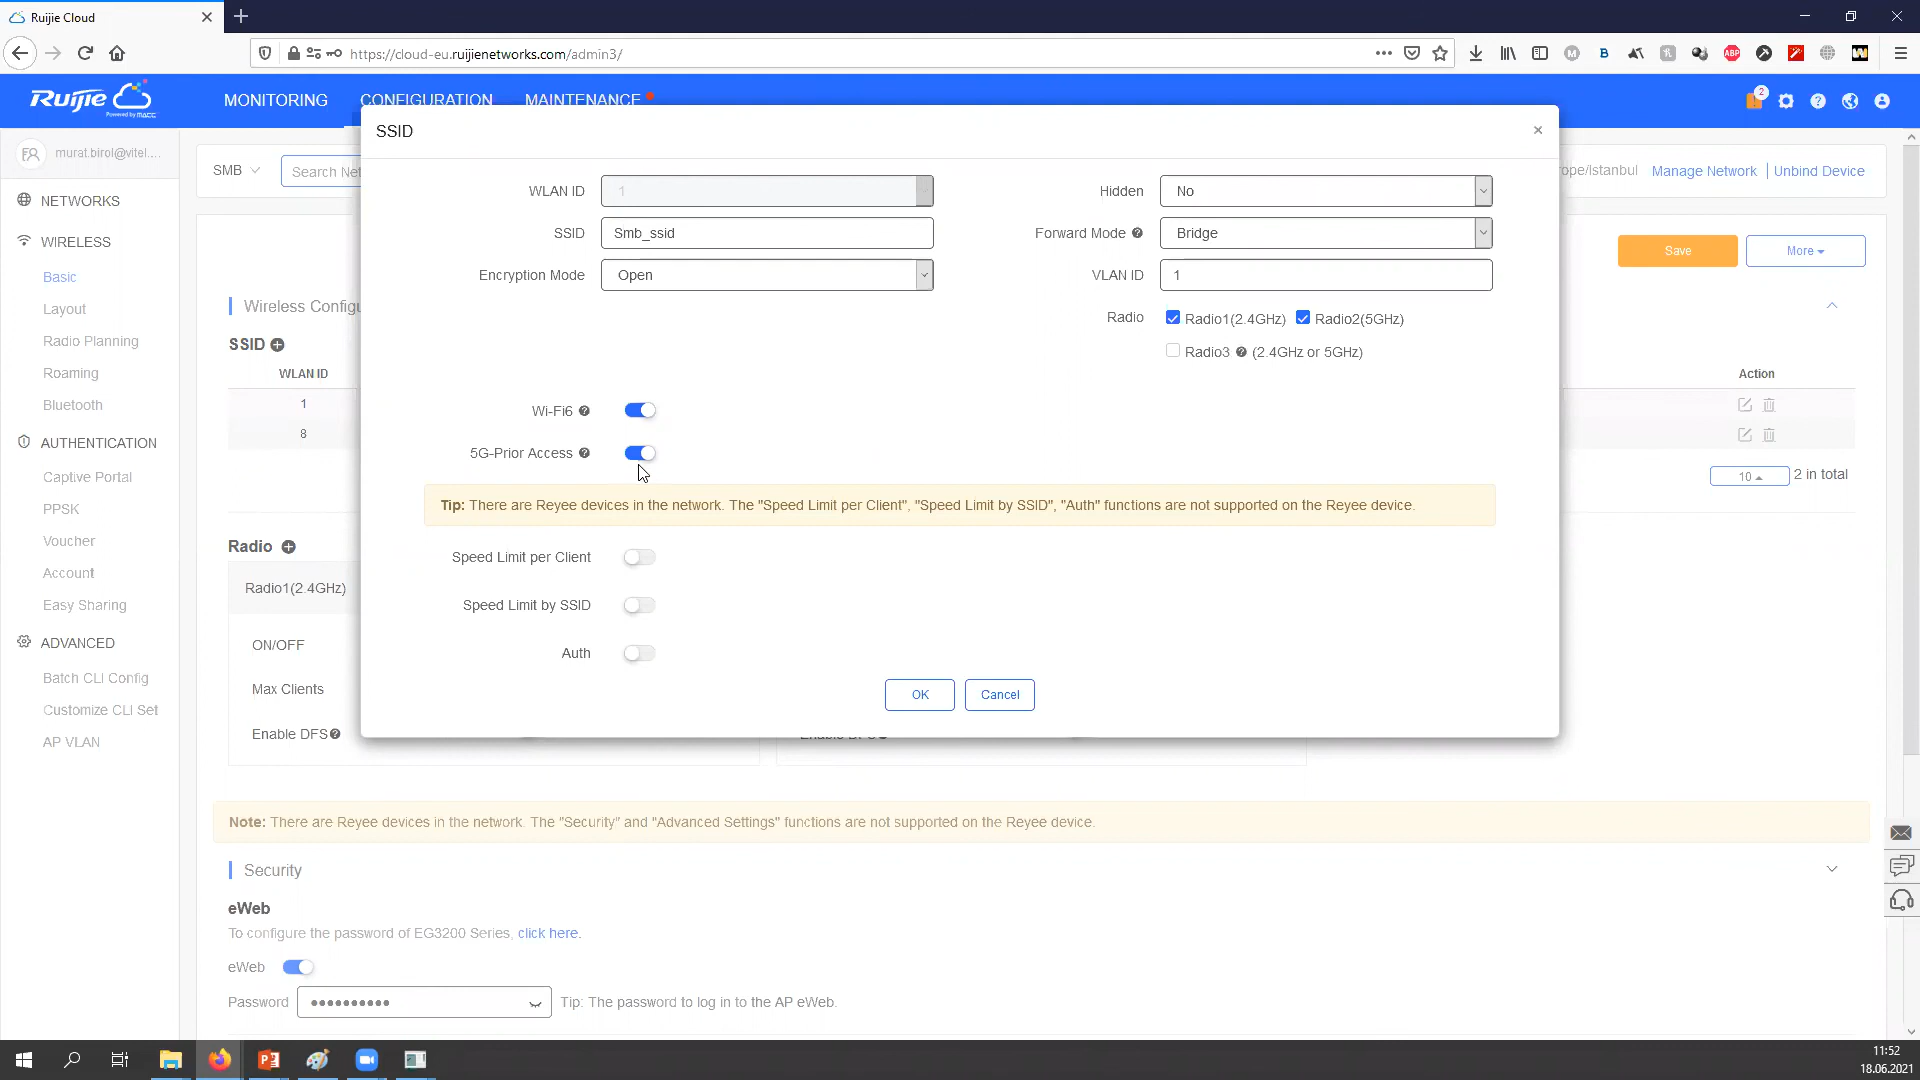 Ruijie Cloud
https://cloud-eu.ruijienetworks.com/admin3/
Ruijie
Powered by MACC
MONITORING
CONFIGURATION
MAINTENANCE
2
murat.birol@vitel....
SMB
Search Net
ope/Istanbul
Manage Network
Unbind Device
NETWORKS
WIRELESS
Basic
Layout
Radio Planning
Roaming
Bluetooth
AUTHENTICATION
Captive Portal
PPSK
Voucher
Account
Easy Sharing
ADVANCED
Batch CLI Config
Customize CLI Set
AP VLAN
Save
More
Wireless Configu
SSID
WLAN ID
Action
1
8
10
2 in total
Radio
Radio1(2.4GHz)
ON/OFF
Max Clients
Enable DFS
SSID
WLAN ID
1
Hidden
No
SSID
Smb_ssid
Forward Mode
Bridge
Encryption Mode
Open
VLAN ID
1
Radio
Radio1(2.4GHz)
Radio2(5GHz)
Radio3 (2.4GHz or 5GHz)
Wi-Fi6
5G-Prior Access
Tip: There are Reyee devices in the network. The "Speed Limit per Client", "Speed Limit by SSID", "Auth" functions are not supported on the Reyee device.
Speed Limit per Client
Speed Limit by SSID
Auth
OK
Cancel
Note: There are Reyee devices in the network. The "Security" and "Advanced Settings" functions are not supported on the Reyee device.
Security
eWeb
To configure the password of EG3200 Series, click here.
eWeb
Password
Tip: The password to log in to the AP eWeb.
11:52
18.06.2021